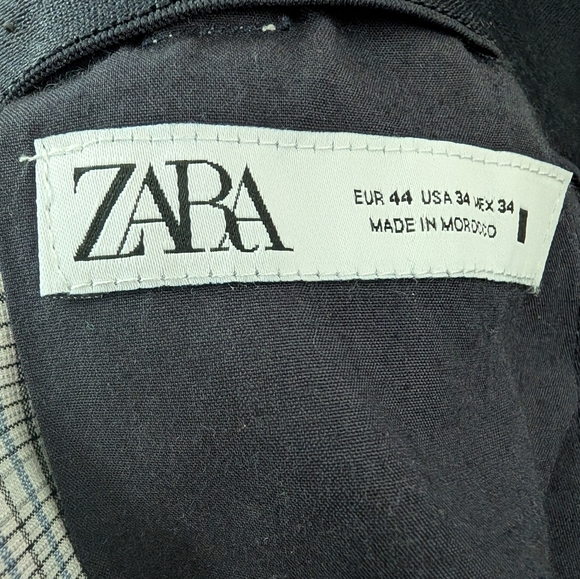 ZARA
EUR 44 USA 34 MEX 34
MADE IN MOROCCO